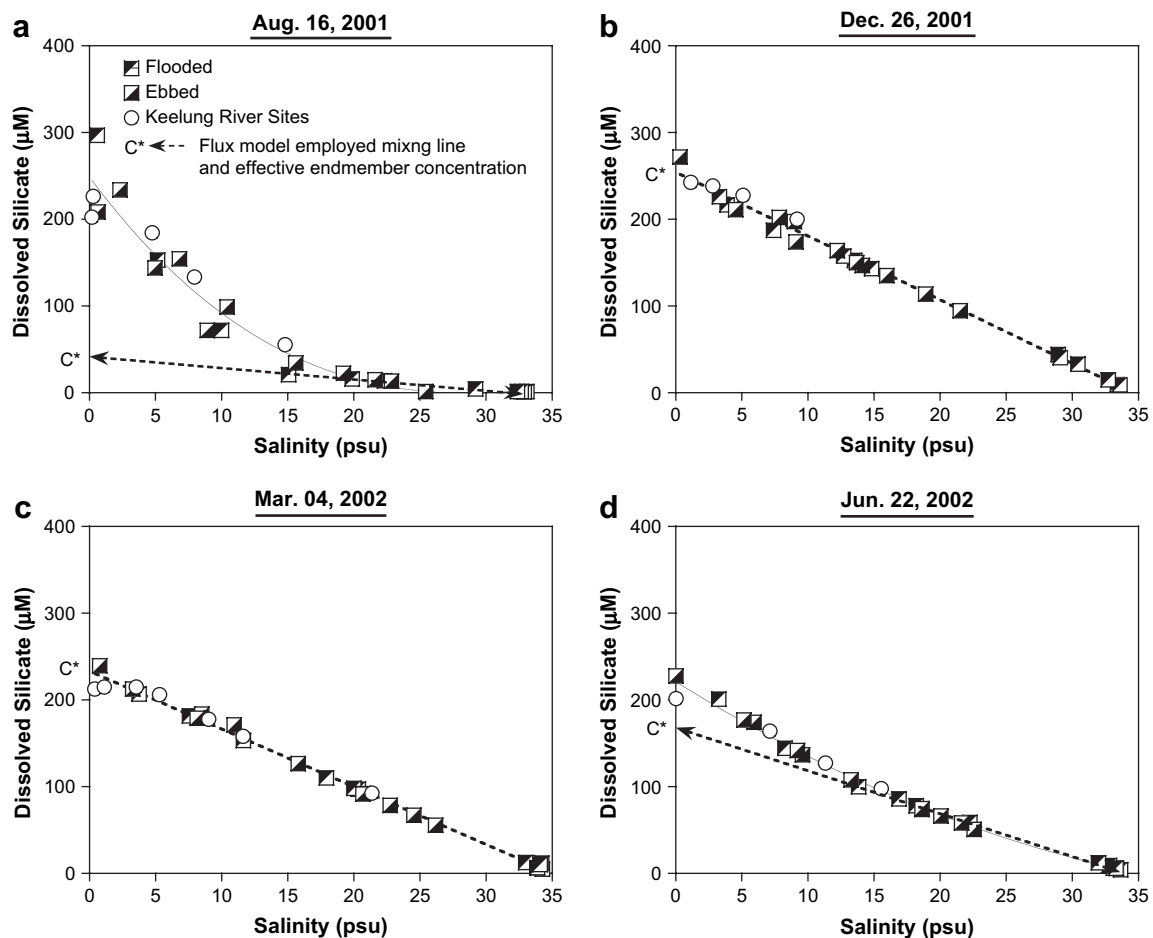 a
Aug. 16, 2001
400
300
200
100
0
C*
Dissolved Silicate (µM)
Flooded
Ebbed
Keelung River Sites
C* Flux model employed mixng line
and effective endmember concentration
0 5 10 15 20 25 30 35
Salinity (psu)
b
Dec. 26, 2001
400
300
C*
200
100
0
Dissolved Silicate (µM)
0 5 10 15 20 25 30 35
Salinity (psu)
c
Mar. 04, 2002
400
300
C*
200
100
0
Dissolved Silicate (µM)
0 5 10 15 20 25 30 35
Salinity (psu)
d
Jun. 22, 2002
400
300
200
C*
100
0
Dissolved Silicate (µM)
0 5 10 15 20 25 30 35
Salinity (psu)